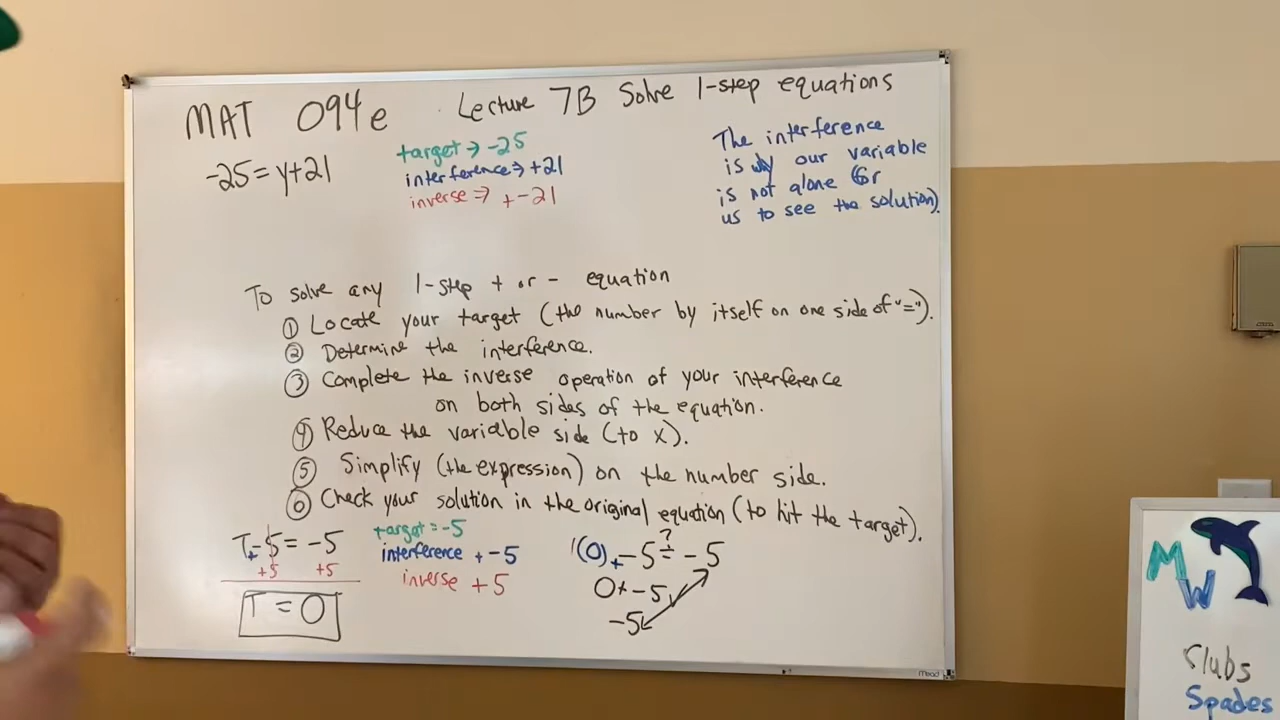 MAT 094e Lecture 7B Solve 1-step equations
-25 = y+21
target → -25
interference ⇒ +21
inverse ⇒ +-21
The interference
is why our variable
is not alone (for
us to see the solution).
To solve any 1-step + or - equation
① Locate your target (the number by itself on one side of "=").
② Determine the interference.
③ Complete the inverse operation of your interference
on both sides of the equation.
④ Reduce the variable side (to x).
⑤ Simplify (the expression) on the number side.
⑥ Check your solution in the original equation (to hit the target).
T+-5 = -5
+5 +5
T = 0
target = -5
interference + -5
inverse + 5
1(0)+-5 ?= -5
0+-5 ✓
-5
mead
MW
Clubs
Spades